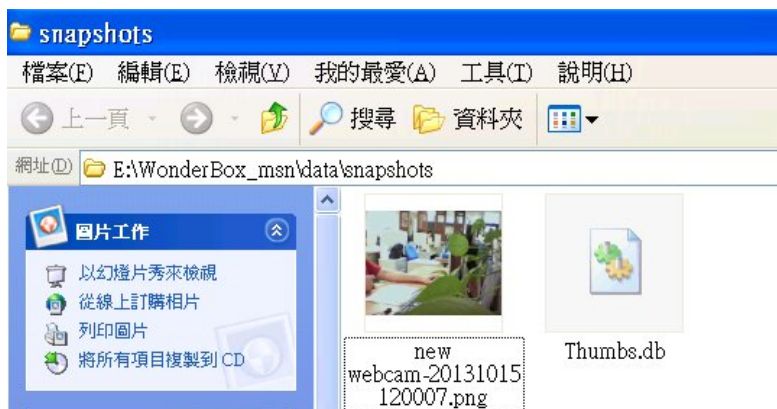 snapshots
檔案(F) 編輯(E) 檢視(V) 我的最愛(A) 工具(T) 說明(H)
上一頁 搜尋 資料夾
網址(D) E:\WonderBox_msn\data\snapshots
圖片工作
以幻燈片秀來檢視
從線上訂購相片
列印圖片
將所有項目複製到 CD
new
webcam-20131015
120007.png
Thumbs.db